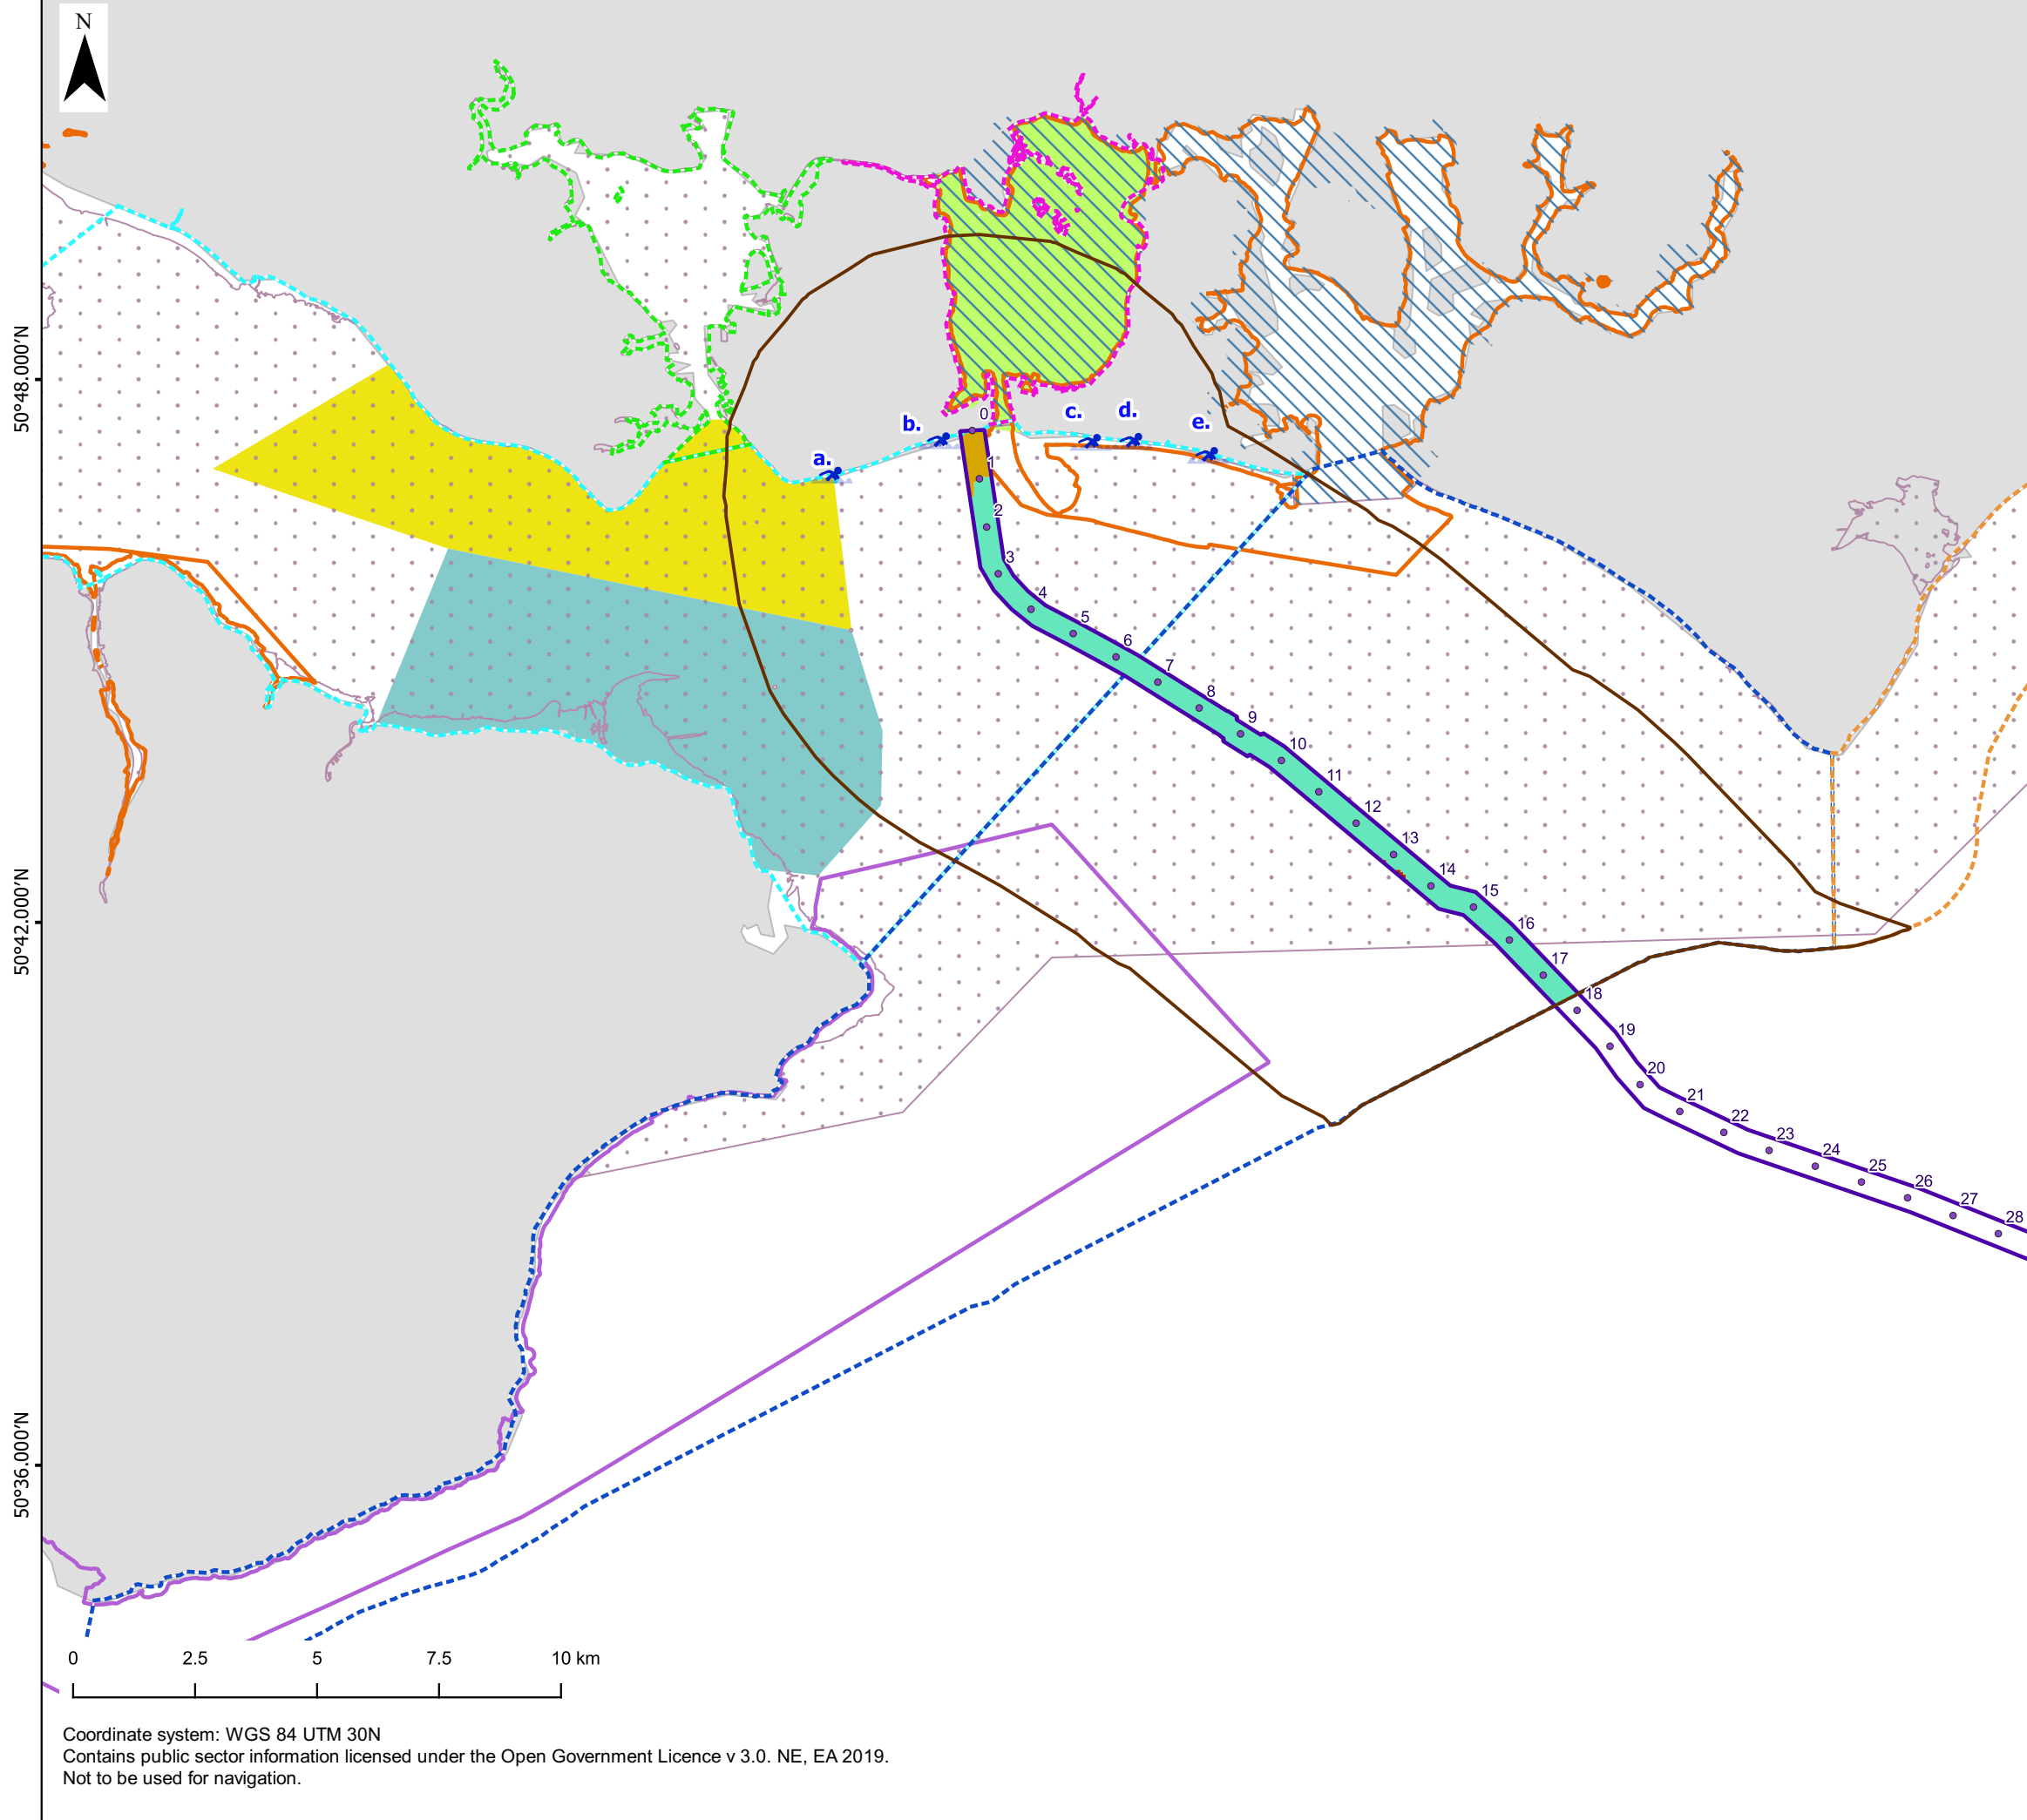 N
50°48.000'N
50°42.000'N
50°36.000'N
a.
b.
c.
d.
e.
0
1
2
3
4
5
6
7
8
9
10
11
12
13
14
15
16
17
18
19
20
21
22
23
24
25
26
27
28
0 2.5 5 7.5 10 km
Coordinate system: WGS 84 UTM 30N
Contains public sector information licensed under the Open Government Licence v 3.0. NE, EA 2019.
Not to be used for navigation.